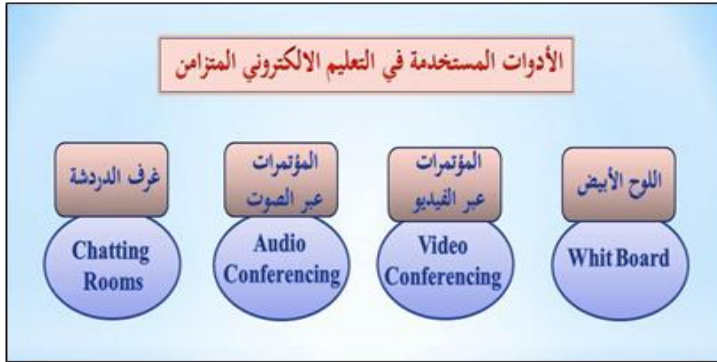 الأدوات المستخدمة في التعليم الالكتروني المتزامن
اللوح الأبيض
Whit Board
المؤتمرات
عبر الفيديو
Video
Conferencing
المؤتمرات
عبر الصوت
Audio
Conferencing
غرف الدردشة
Chatting
Rooms